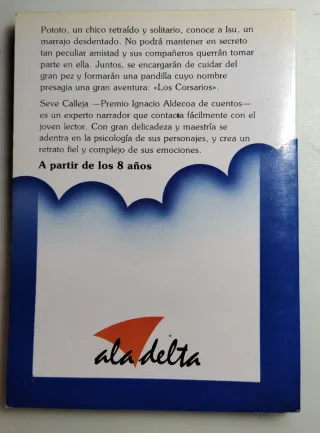 Pototo, un chico retraído y solitario, conoce a Isu, un
marrajo desdentado. No podrá mantener en secreto
tan peculiar amistad y sus compañeros querrán tomar
parte en ella. Juntos, se encargarán de cuidar del
gran pez y formarán una pandilla cuyo nombre
presagia una gran aventura: «Los Corsarios».
Seve Calleja —Premio Ignacio Aldecoa de cuentos—
es un experto narrador que contacta fácilmente con el
joven lector. Con gran delicadeza y maestría se
adentra en la psicología de sus personajes, y crea un
retrato fiel y complejo de sus emociones.
A partir de los 8 años
ala delta